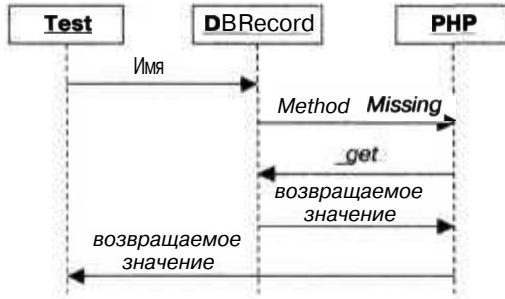 Test DBRecord PHP
Имя
Method Missing
_get
возвращаемое
значение
возвращаемое
значение